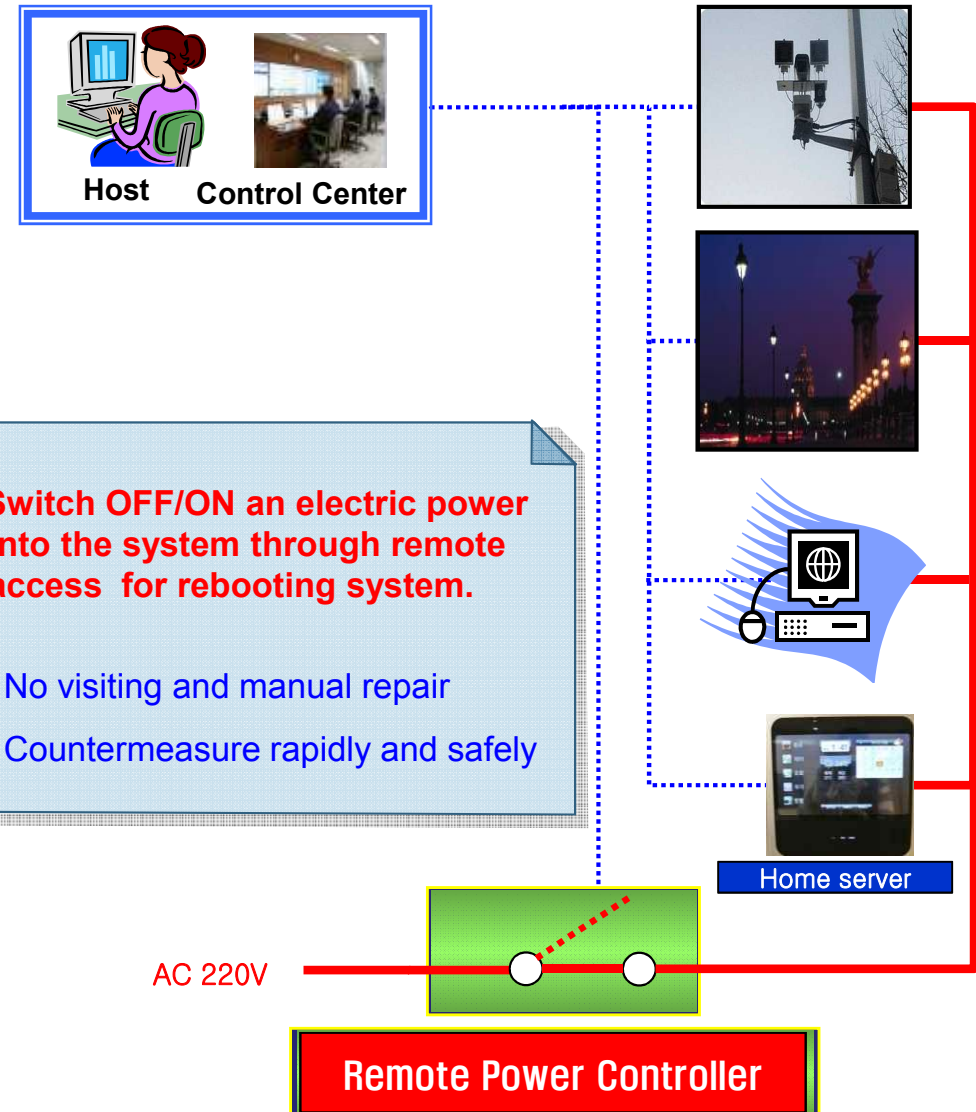 Host
Control Center
Switch OFF/ON an electric power
into the system through remote
access for rebooting system.
No visiting and manual repair
Countermeasure rapidly and safely
Home server
AC 220V
Remote Power Controller